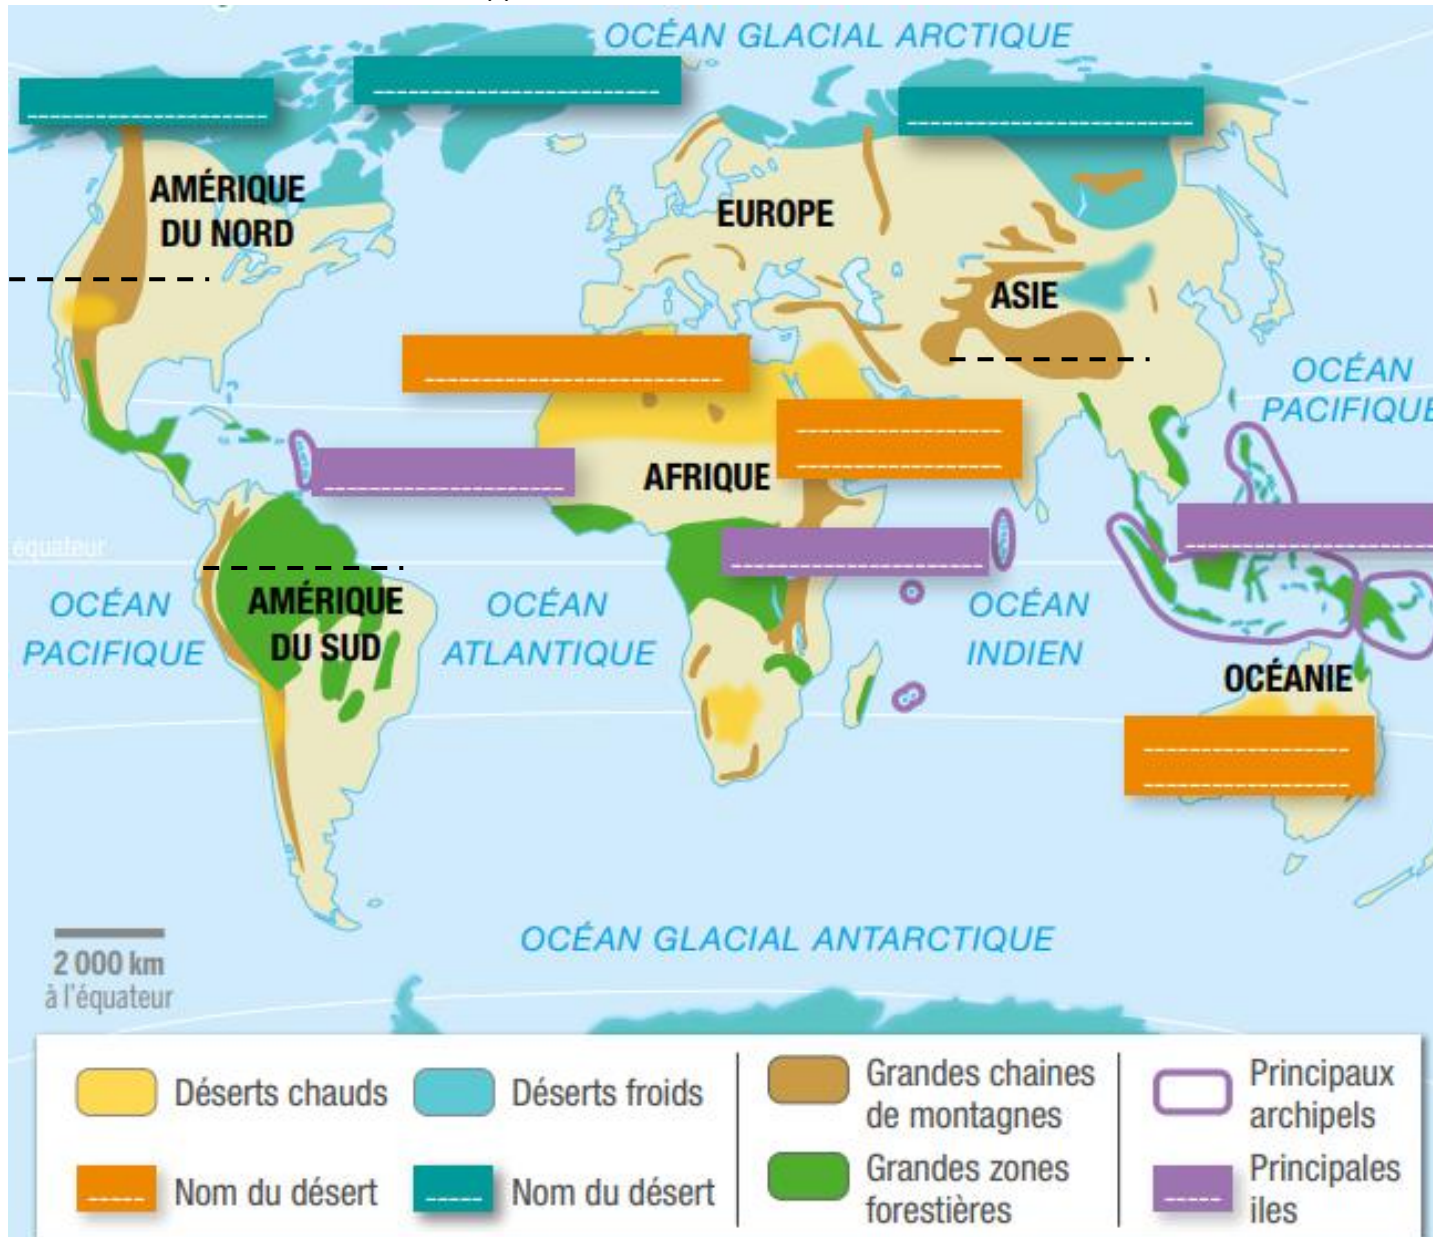 OCÉAN GLACIAL ARCTIQUE
AMÉRIQUE
DU NORD
EUROPE
ASIE
OCÉAN
PACIFIQUE
AFRIQUE
équateur
OCÉAN
PACIFIQUE
AMÉRIQUE
DU SUD
OCÉAN
ATLANTIQUE
OCÉAN
INDIEN
OCÉANIE
OCÉAN GLACIAL ANTARCTIQUE
2 000 km
à l'équateur
Déserts chauds
Déserts froids
Grandes chaines
de montagnes
Principaux
archipels
Nom du désert
Nom du désert
Grandes zones
forestières
Principales
iles